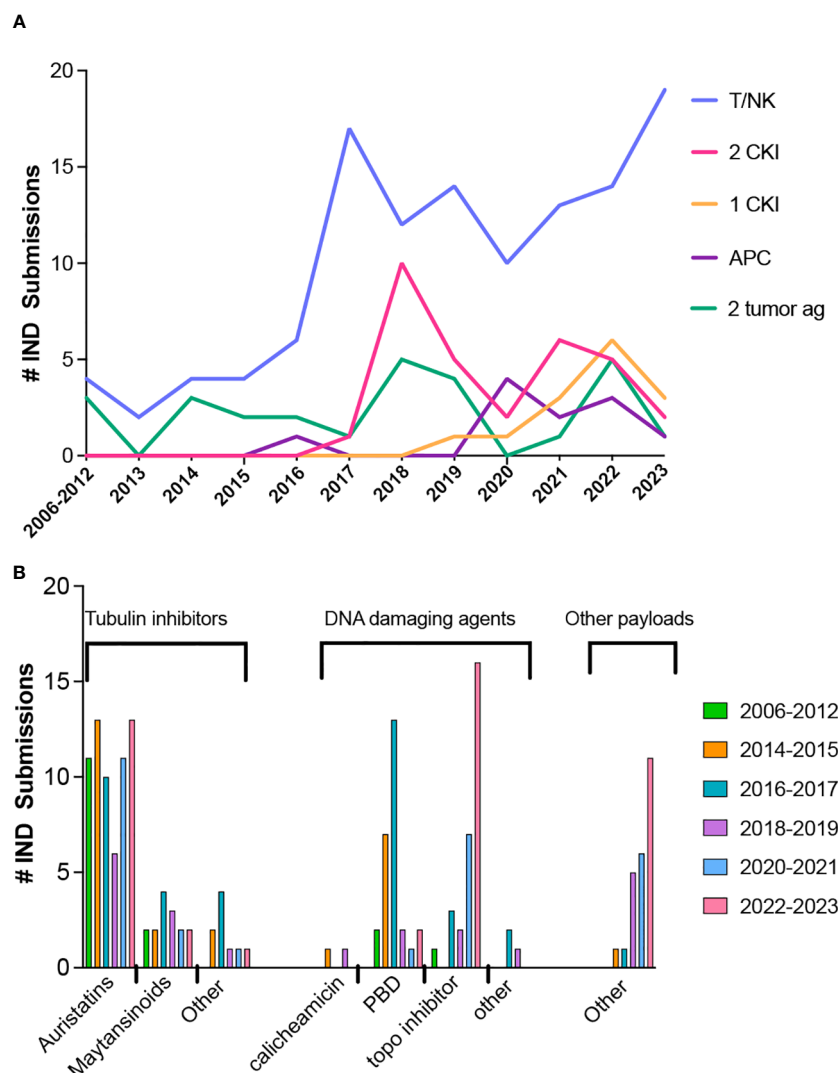 A
20
15
10
5
0
# IND Submissions
2006-2012
2013
2014
2015
2016
2017
2018
2019
2020
2021
2022
2023
T/NK
2 CKI
1 CKI
APC
2 tumor ag
B
20
15
10
5
0
# IND Submissions
Tubulin inhibitors
DNA damaging agents
Other payloads
Auristatins
Maytansinoids
Other
calicheamicin
PBD
topo inhibitor
other
Other
2006-2012
2014-2015
2016-2017
2018-2019
2020-2021
2022-2023